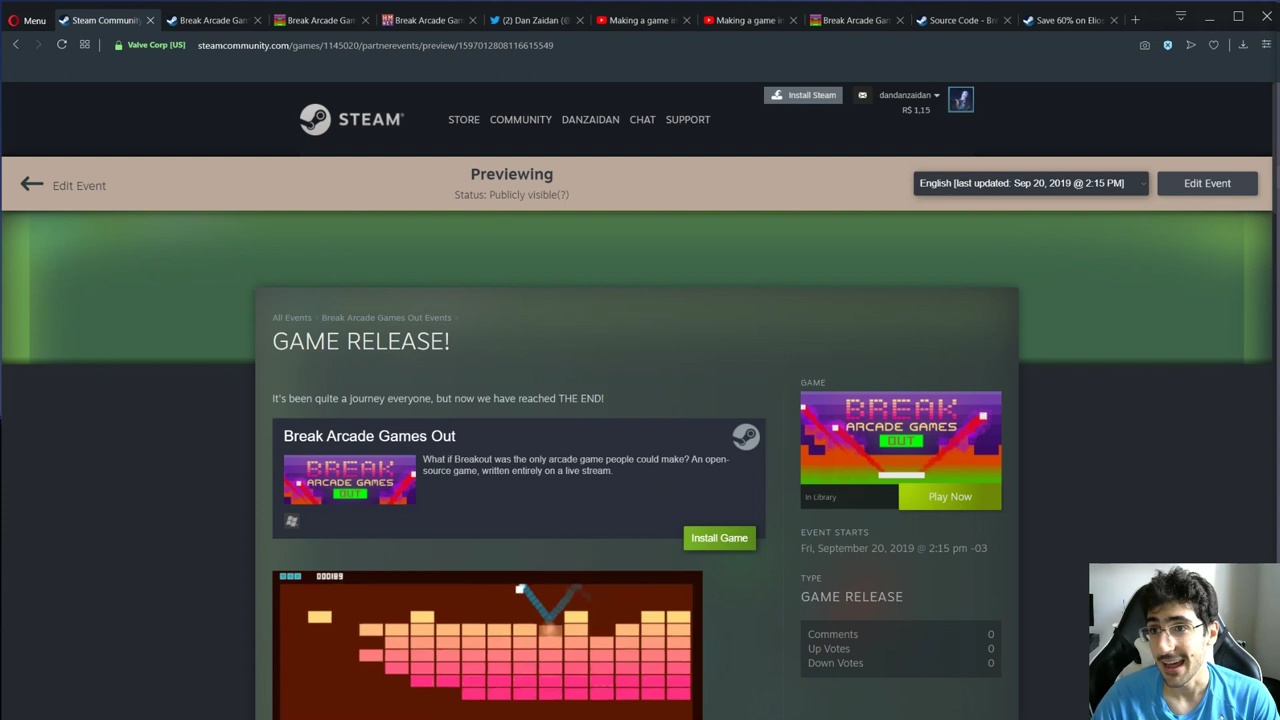 Menu
Steam Community
Break Arcade Gam
Break Arcade Gam
Break Arcade Gam
(2) Dan Zaidan (@
Making a game in
Making a game in
Break Arcade Gam
Source Code - Bre
Save 60% on Elios
Valve Corp [US]
steamcommunity.com/games/1145020/partnerevents/preview/1597012808116615549
Install Steam
dandanzaidan
R$ 1,15
STEAM
STORE
COMMUNITY
DANZAIDAN
CHAT
SUPPORT
Edit Event
Previewing
Status: Publicly visible(?)
English [last updated: Sep 20, 2019 @ 2:15 PM]
Edit Event
All Events › Break Arcade Games Out Events ›
GAME RELEASE!
It's been quite a journey everyone, but now we have reached THE END!
Break Arcade Games Out
BREAK
ARCADE GAMES
OUT
What if Breakout was the only arcade game people could make? An open-
source game, written entirely on a live stream.
Install Game
GAME
BREAK
ARCADE GAMES
OUT
In Library
Play Now
EVENT STARTS
Fri, September 20, 2019 @ 2:15 pm -03
TYPE
GAME RELEASE
Comments 0
Up Votes 0
Down Votes 0